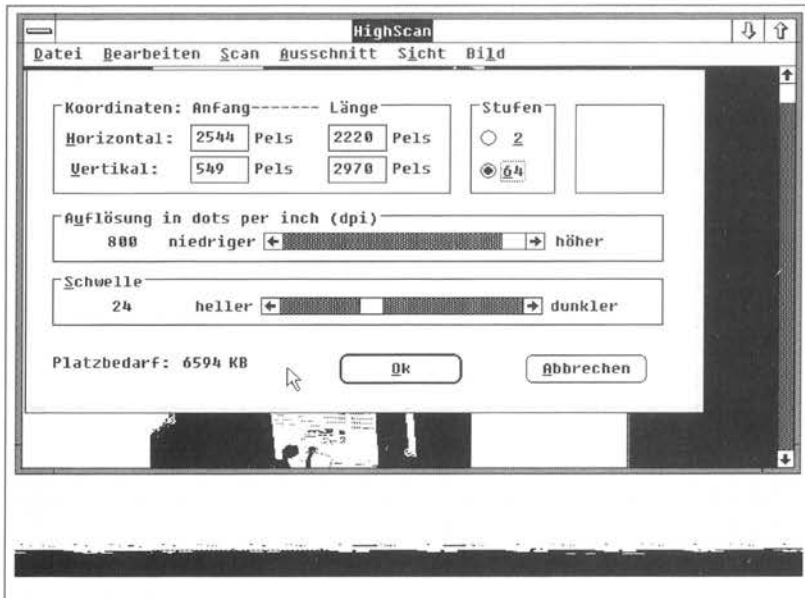 HighScan
Datei Bearbeiten Scan Ausschnitt Sicht Bild
Koordinaten: Anfang------- Länge
Horizontal: 2544 Pels 2220 Pels
Vertikal: 549 Pels 2970 Pels
Stufen
2
64
Auflösung in dots per inch (dpi)
800 niedriger höher
Schwelle
24 heller dunkler
Platzbedarf: 6594 KB
Ok Abbrechen